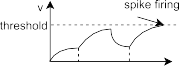 v
spike firing
threshold